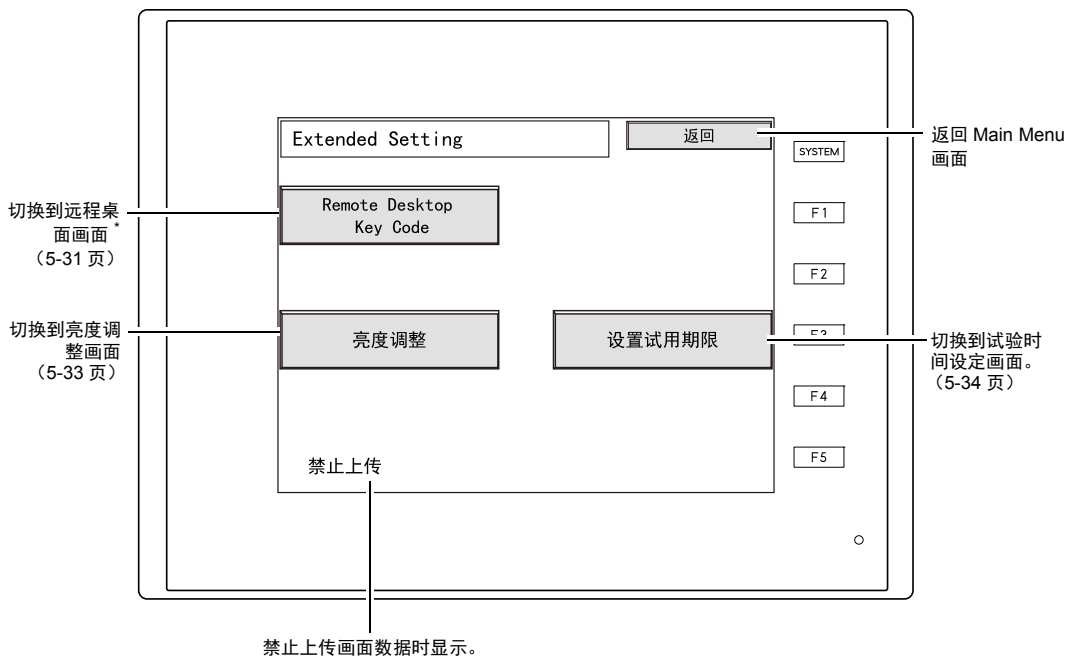 Extended Setting
返回
返回 Main Menu
画面
SYSTEM
切换到远程桌
面画面 *
（5-31 页）
Remote Desktop
Key Code
F1
F2
切换到亮度调
整画面
（5-33 页）
亮度调整
设置试用期限
F3
切换到试验时
间设定画面。
（5-34 页）
F4
禁止上传
F5
禁止上传画面数据时显示。